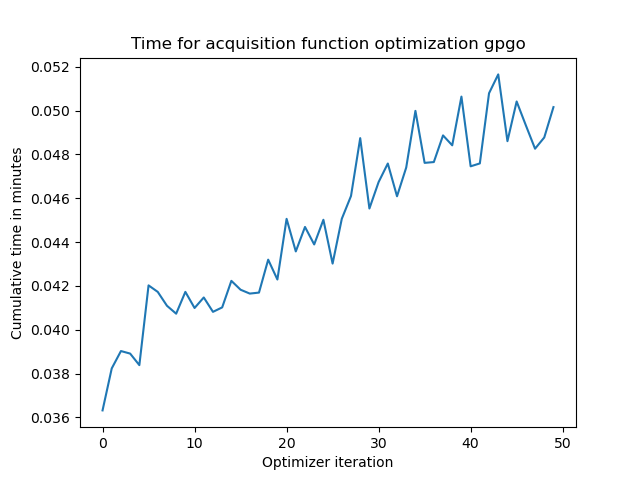 Time for acquisition function optimization gpgo
Cumulative time in minutes
0.052
0.050
0.048
0.046
0.044
0.042
0.040
0.038
0.036
0 10 20 30 40 50
Optimizer iteration